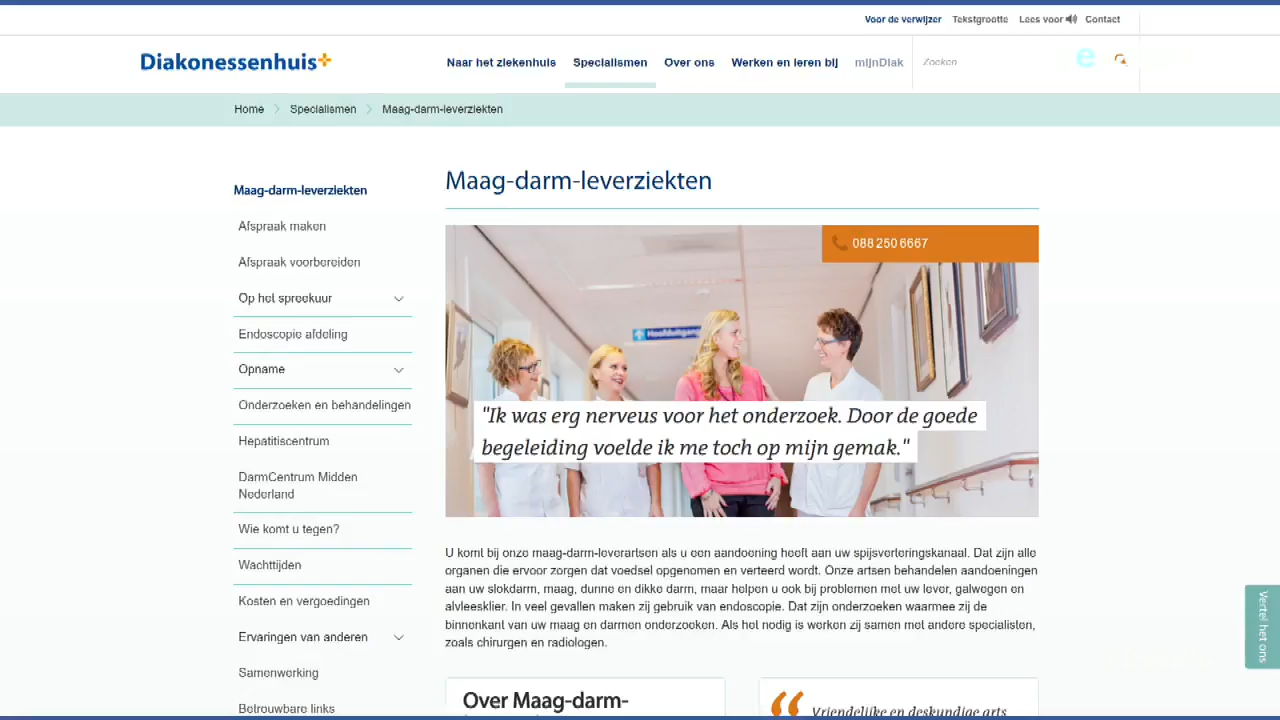 Voor de verwijzer Tekstgrootte Lees voor Contact
Diakonessenhuis
Naar het ziekenhuis Specialismen Over ons Werken en leren bij mijnDiak Zoeken
Home Specialismen Maag-darm-leverziekten
Maag-darm-leverziekten
Afspraak maken
Afspraak voorbereiden
Op het spreekuur
Endoscopie afdeling
Opname
Onderzoeken en behandelingen
Hepatitiscentrum
DarmCentrum Midden
Nederland
Wie komt u tegen?
Wachttijden
Kosten en vergoedingen
Ervaringen van anderen
Samenwerking
Betrouwbare links
Maag-darm-leverziekten
088 250 6667
"Ik was erg nerveus voor het onderzoek. Door de goede
begeleiding voelde ik me toch op mijn gemak."
U komt bij onze maag-darm-leverartsen als u een aandoening heeft aan uw spijsverteringskanaal. Dat zijn alle
organen die ervoor zorgen dat voedsel opgenomen en verteerd wordt. Onze artsen behandelen aandoeningen
aan uw slokdarm, maag, dunne en dikke darm, maar helpen u ook bij problemen met uw lever, galwegen en
alvleesklier. In veel gevallen maken zij gebruik van endoscopie. Dat zijn onderzoeken waarmee zij de
binnenkant van uw maag en darmen onderzoeken. Als het nodig is werken zij samen met andere specialisten,
zoals chirurgen en radiologen.
Over Maag-darm-
Vriendelijke en deskundige arts
Vertel het ons